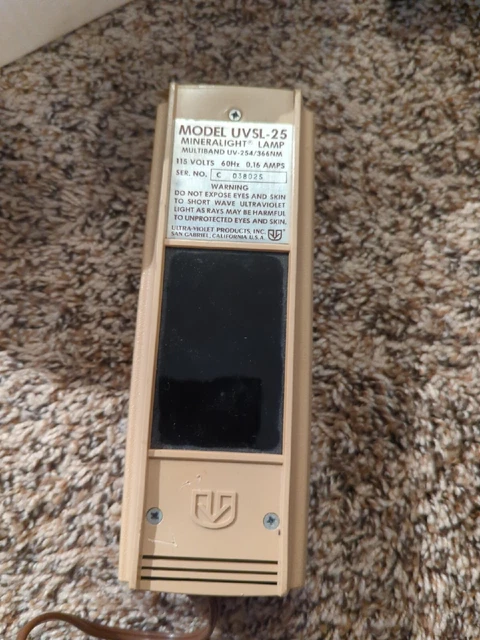 MODEL UVSL-25
MINERALIGHT® LAMP
MULTIBAND UV-254/366NM
115 VOLTS 60Hz 0.16 AMPS
SER. NO. C 038025
WARNING
DO NOT EXPOSE EYES AND SKIN
TO SHORT WAVE ULTRAVIOLET
LIGHT AS RAYS MAY BE HARMFUL
TO UNPROTECTED EYES AND SKIN.
ULTRA-VIOLET PRODUCTS, INC.
SAN GABRIEL, CALIFORNIA U.S.A.